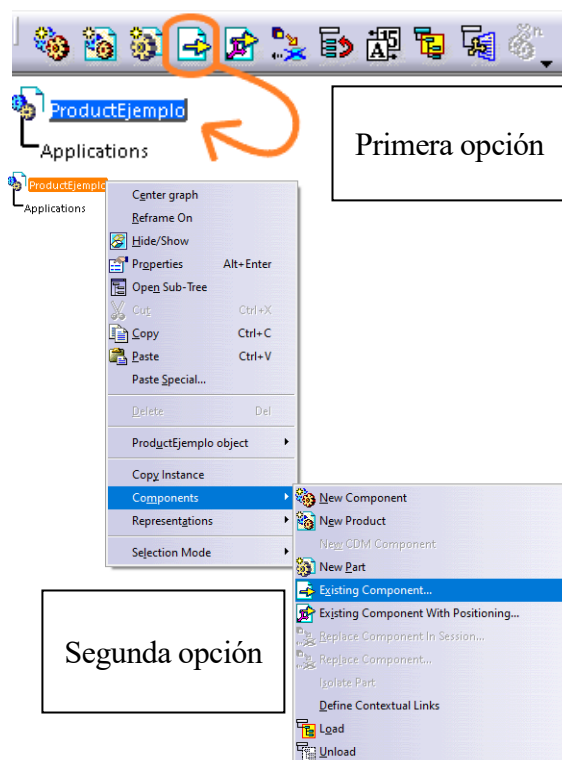 ProductEjemplo
Applications
Primera opción
ProductEjemplo
Applications
Center graph
Reframe On
Hide/Show
Properties Alt+Enter
Open Sub-Tree
Cut Ctrl+X
Copy Ctrl+C
Paste Ctrl+V
Paste Special...
Delete Del
ProductEjemplo object
Copy Instance
Components
Representations
Selection Mode
New Component
New Product
New CDM Component
New Part
Existing Component...
Existing Component With Positioning...
Replace Component In Session...
Replace Component...
Isolate Part
Define Contextual Links
Load
Unload
Segunda opción